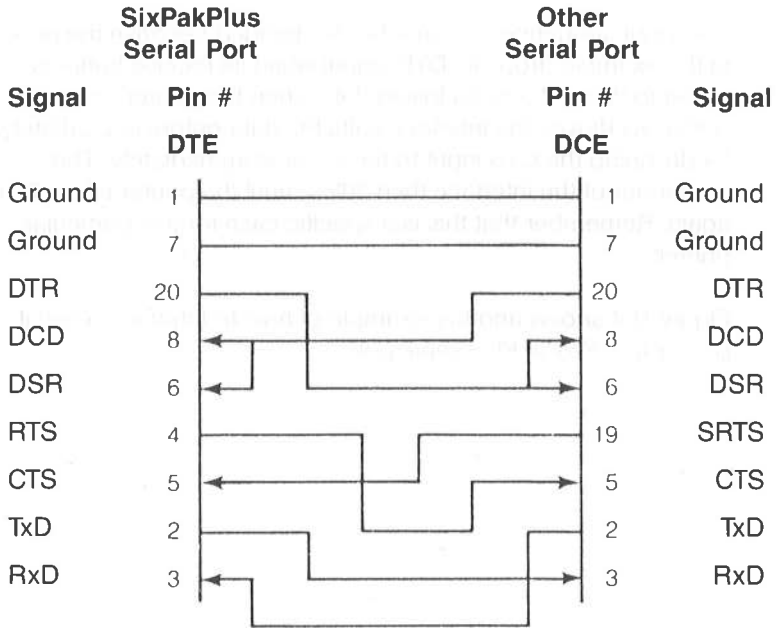 SixPakPlus Other
Serial Port Serial Port
Signal Pin # Pin # Signal
DTE DCE
Ground 1 1 Ground
Ground 7 7 Ground
DTR 20 20 DTR
DCD 8 8 DCD
DSR 6 6 DSR
RTS 4 19 SRTS
CTS 5 5 CTS
TxD 2 2 TxD
RxD 3 3 RxD